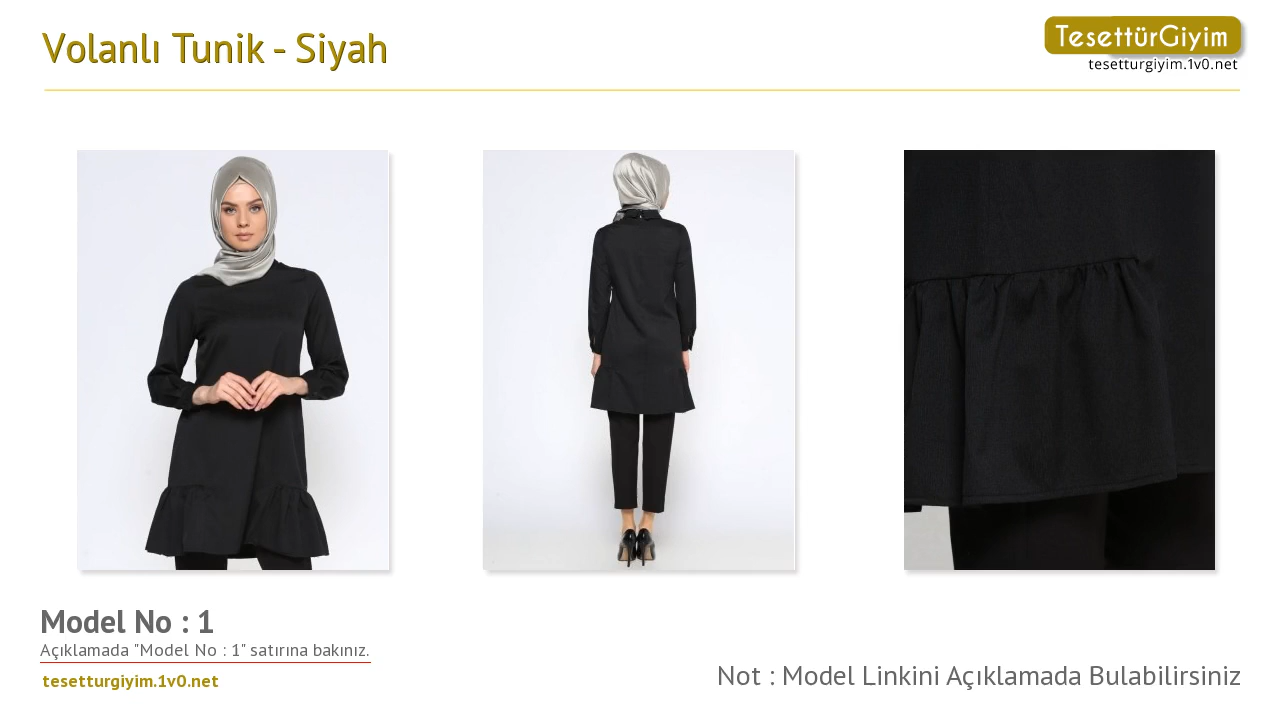 Volanlı Tunik - Siyah
TesettürGiyim
tesetturgiyim.1v0.net
Model No : 1
Açıklamada "Model No : 1" satırına bakınız.
tesetturgiyim.1v0.net
Not : Model Linkini Açıklamada Bulabilirsiniz